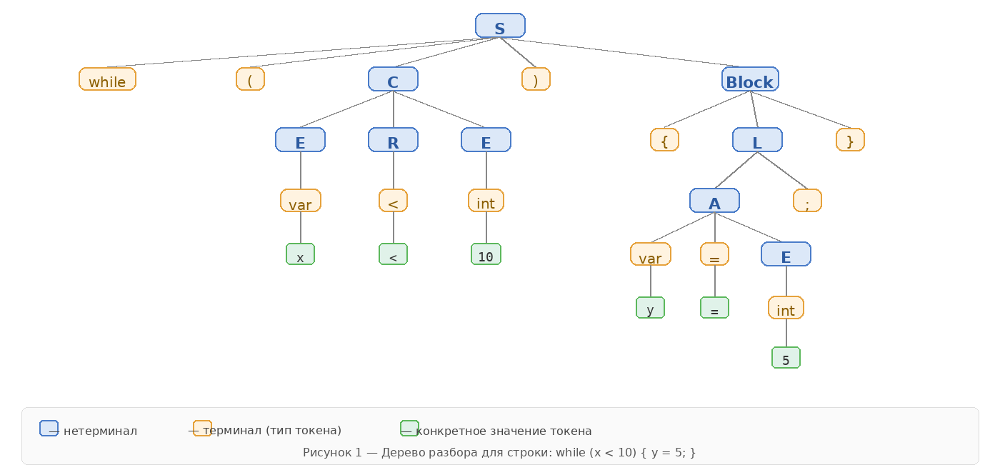 S
while ( C ) Block
E R E { L }
var < int A ;
x < 10 var = E
y = int
5
— нетерминал — терминал (тип токена) — конкретное значение токена
Рисунок 1 — Дерево разбора для строки: while (x < 10) { y = 5; }